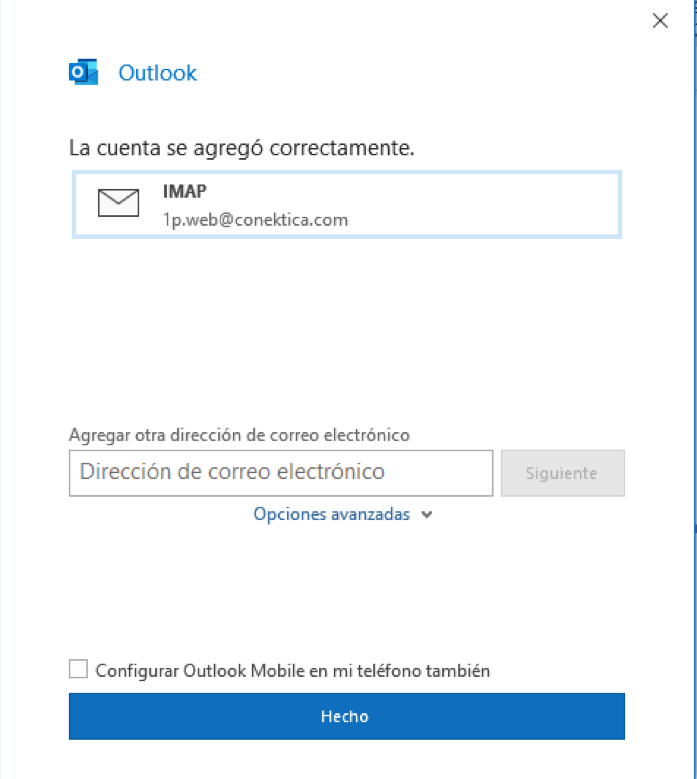 Outlook
La cuenta se agregó correctamente.
IMAP
1p.web@conektica.com
Agregar otra dirección de correo electrónico
Dirección de correo electrónico
Siguiente
Opciones avanzadas
Configurar Outlook Mobile en mi teléfono también
Hecho